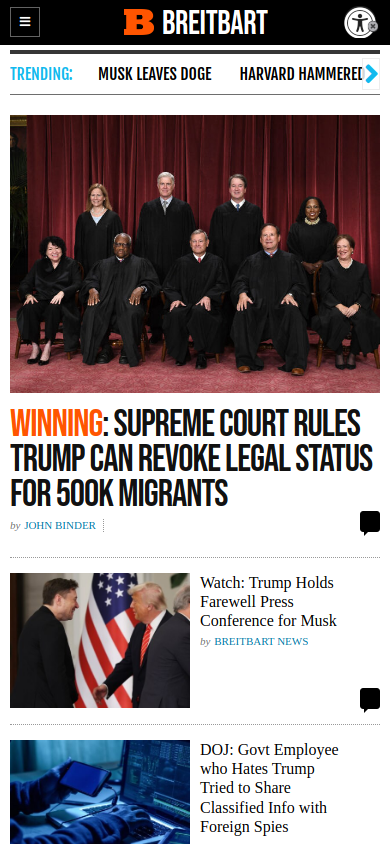 BREITBART
TRENDING:
MUSK LEAVES DOGE
HARVARD HAMMERED
WINNING: SUPREME COURT RULES
TRUMP CAN REVOKE LEGAL STATUS
FOR 500K MIGRANTS
by JOHN BINDER
Watch: Trump Holds
Farewell Press
Conference for Musk
by BREITBART NEWS
DOJ: Govt Employee
who Hates Trump
Tried to Share
Classified Info with
Foreign Spies